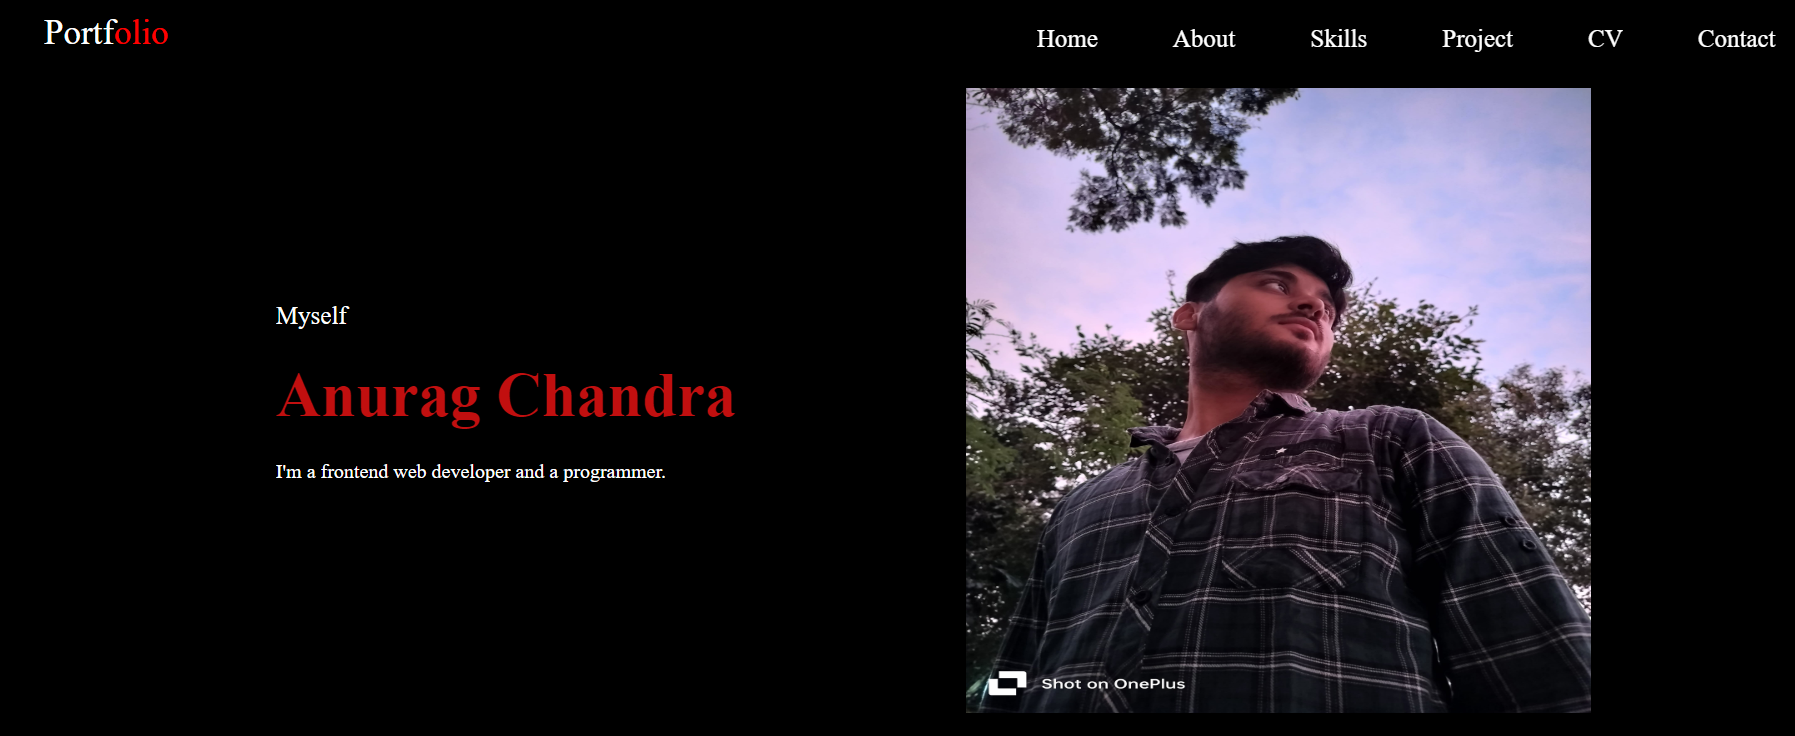 Portfolio
Home About Skills Project CV Contact
Myself
Anurag Chandra
I'm a frontend web developer and a programmer.
Shot on OnePlus